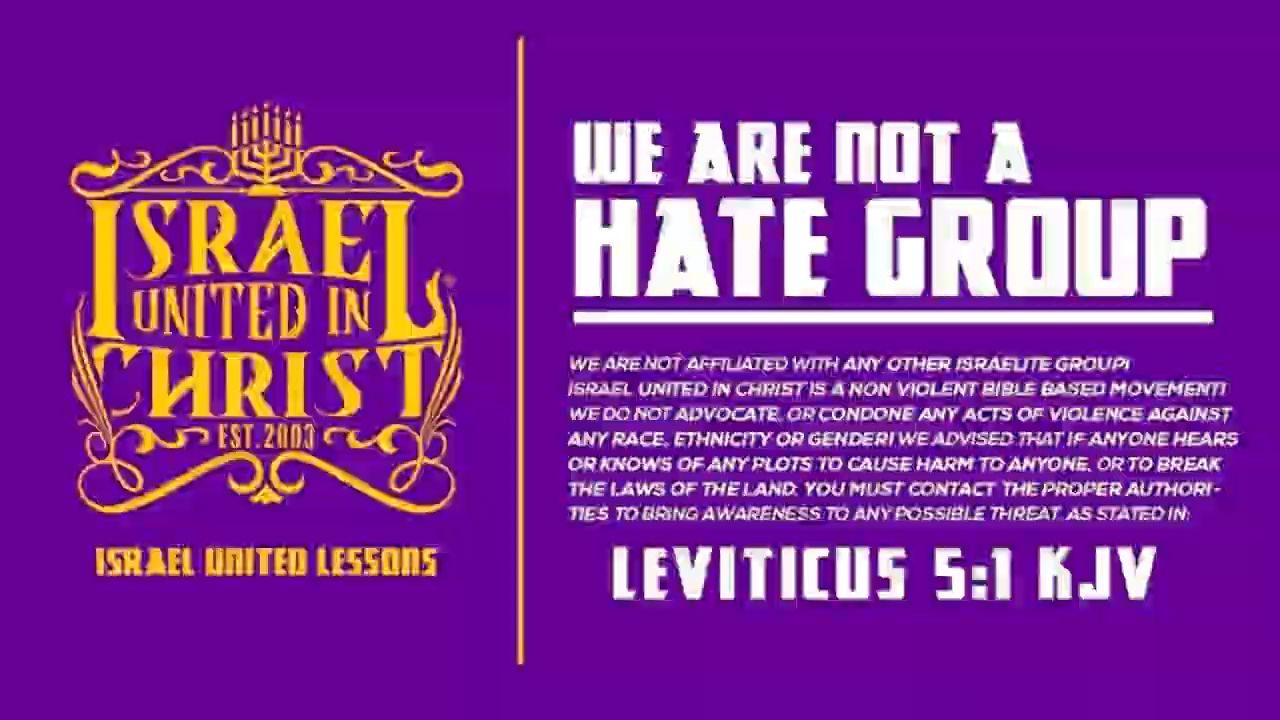 ISRAEL
UNITED IN
CHRIST
EST. 2003
ISRAEL UNITED LESSONS
WE ARE NOT A
HATE GROUP
WE ARE NOT AFFILIATED WITH ANY OTHER ISRAELITE GROUP!
ISRAEL UNITED IN CHRIST IS A NON VIOLENT BIBLE BASED MOVEMENT!
WE DO NOT ADVOCATE, OR CONDONE ANY ACTS OF VIOLENCE AGAINST
ANY RACE, ETHNICITY OR GENDER! WE ADVISED THAT IF ANYONE HEARS
OR KNOWS OF ANY PLOTS TO CAUSE HARM TO ANYONE, OR TO BREAK
THE LAWS OF THE LAND; YOU MUST CONTACT THE PROPER AUTHORI-
TIES TO BRING AWARENESS TO ANY POSSIBLE THREAT. AS STATED IN:
LEVITICUS 5:1 KJV